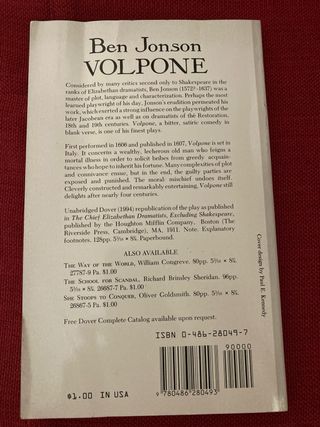 Ben Jonson
VOLPONE
Considered by many critics second only to Shakespeare in the
ranks of Elizabethan dramatists, Ben Jonson (1572?–1637) was a
master of plot, language and characterization. Perhaps the most
learned playwright of his day, Jonson's erudition permeated his
work, which exerted a strong influence on the playwrights of the
later Jacobean era as well as on dramatists of the Restoration,
18th and 19th centuries. Volpone, a bitter, satiric comedy in
blank verse, is one of his finest plays.
First performed in 1606 and published in 1607, Volpone is set in
Italy. It concerns a wealthy, lecherous old man who feigns a
mortal illness in order to solicit bribes from greedy acquain-
tances who hope to inherit his fortune. Many complexities of plot
and connivance ensue, but in the end, the guilty parties are
exposed and punished. The moral: mischief undoes itself.
Cleverly constructed and remarkably entertaining, Volpone still
delights after nearly four centuries.
Unabridged Dover (1994) republication of the play as published
in The Chief Elizabethan Dramatists, Excluding Shakespeare,
published by the Houghton Mifflin Company, Boston (The
Riverside Press, Cambridge), MA, 1911. Note. Explanatory
footnotes. 128pp. 5³⁄₁₆ × 8¼. Paperbound.
ALSO AVAILABLE
THE WAY OF THE WORLD, William Congreve. 80pp. 5³⁄₁₆ × 8¼.
27787-9 Pa. $1.00
THE SCHOOL FOR SCANDAL, Richard Brinsley Sheridan. 96pp.
5³⁄₁₆ × 8¼. 26687-7 Pa. $1.00
SHE STOOPS TO CONQUER, Oliver Goldsmith. 80pp. 5³⁄₁₆ × 8¼.
26867-5 Pa. $1.00
Free Dover Complete Catalog available upon request.
Cover design by Paul E. Kennedy
ISBN 0-486-28049-7
90000
9 780486 280493
$1.00 IN USA